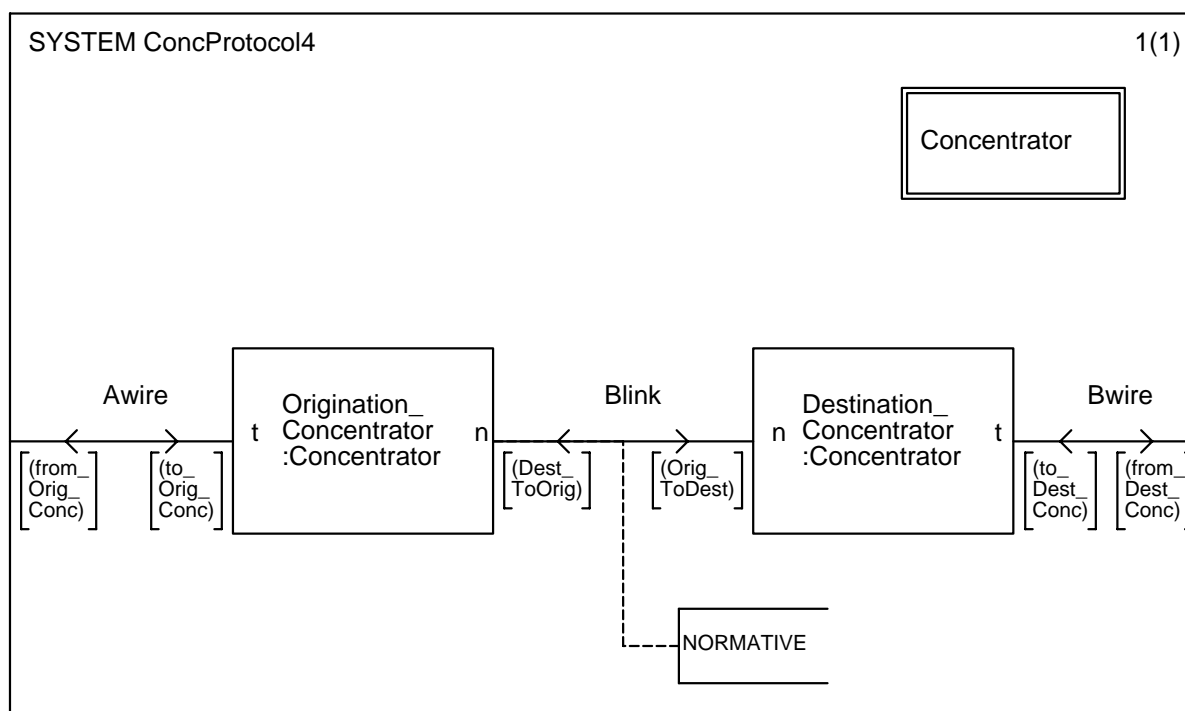 SYSTEM ConcProtocol4
1(1)
Concentrator
Awire
Origination_
Concentrator
:Concentrator
t
n
Blink
Destination_
Concentrator
:Concentrator
n
t
Bwire
(from_
Orig_
Conc)
(to_
Orig_
Conc)
(Dest_
ToOrig)
(Orig_
ToDest)
(to_
Dest_
Conc)
(from_
Dest_
Conc)
NORMATIVE